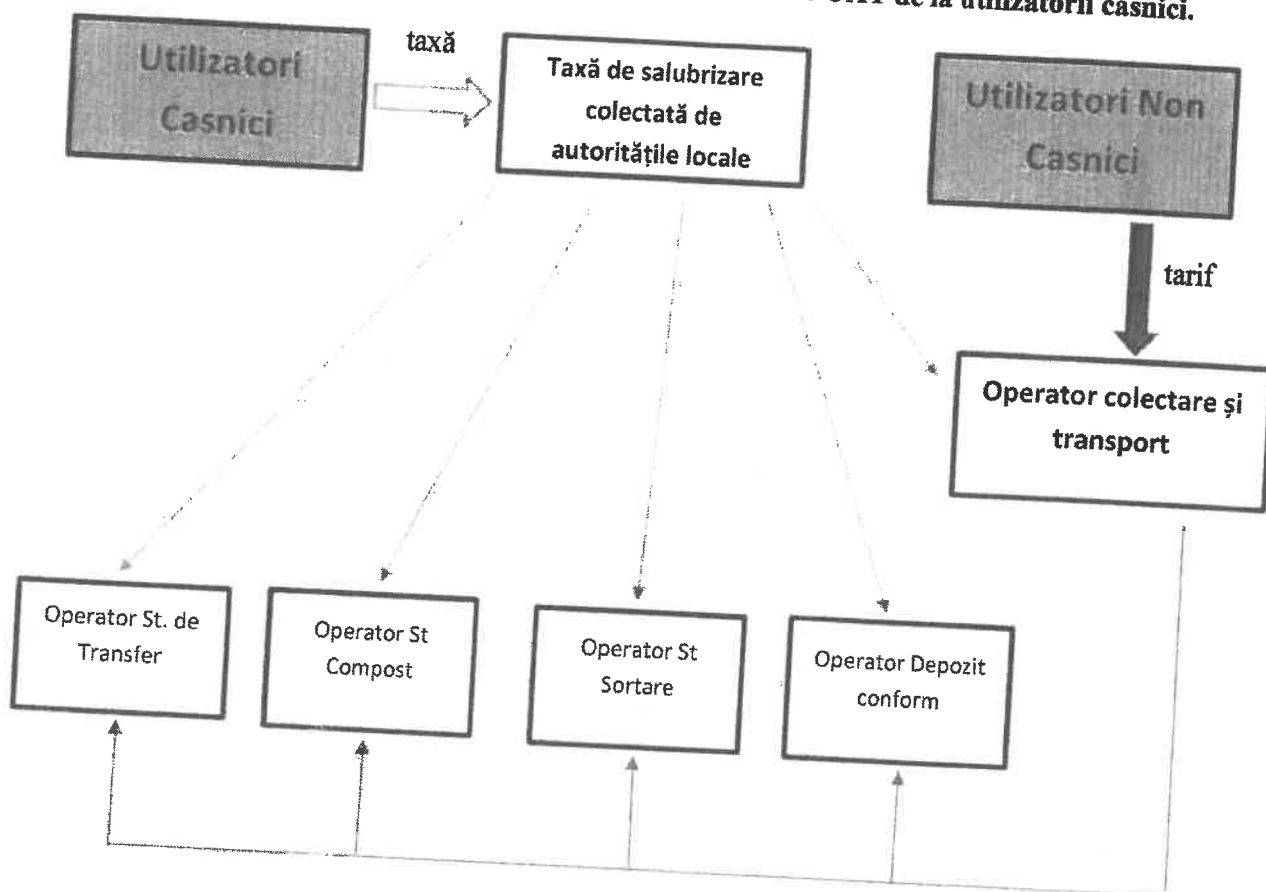 de la utilizatorii casnici.
taxă
Utilizatori
Casnici
Taxă de salubrizare
colectată de
autoritățile locale
Utilizatori Non
Casnici
tarif
Operator colectare și
transport
Operator St. de
Transfer
Operator St
Compost
Operator St
Sortare
Operator Depozit
conform